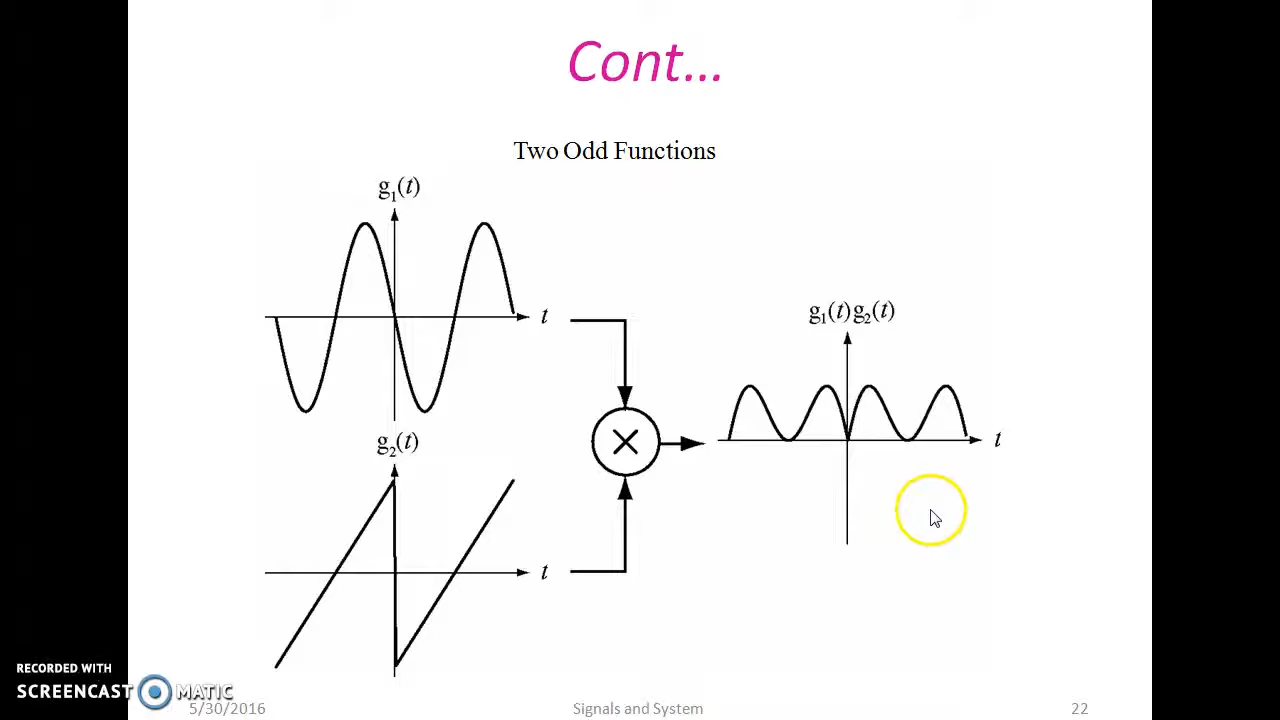 Cont...
Two Odd Functions
g₁(t)
t
g₁(t)g₂(t)
g₂(t)
t
t
RECORDED WITH
SCREENCAST MATIC
5/30/2016
Signals and System
22